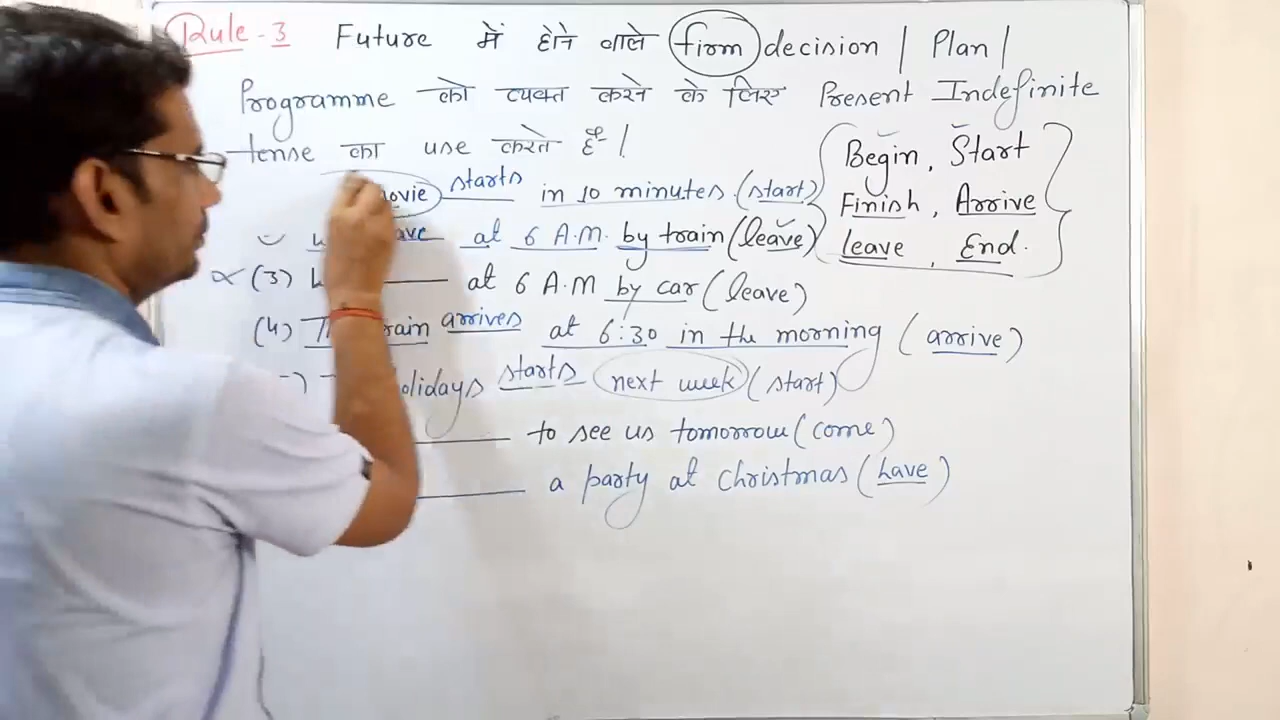 Rule-3 Future में होने वाले firm decision / Plan /
Programme को व्यक्त करने के लिए Present Indefinite
tense का use करते हैं।
starts in 10 minutes (start)
at 6 A.M. by train (leave)
(3) at 6 A.M by car (leave)
(4) arrives at 6:30 in the morning (arrive)
starts next week (start)
to see us tomorrow (come)
a party at christmas (have)
Begin, Start
Finish, Arrive
leave, End.